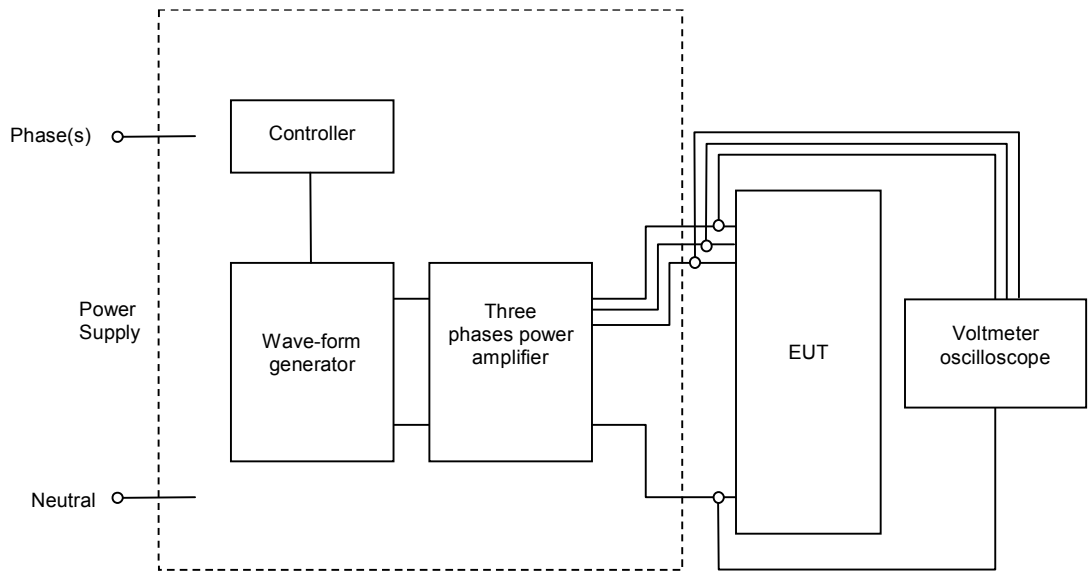 Phase(s)
Controller
Power
Supply
Wave-form
generator
Three
phases power
amplifier
EUT
Voltmeter
oscilloscope
Neutral